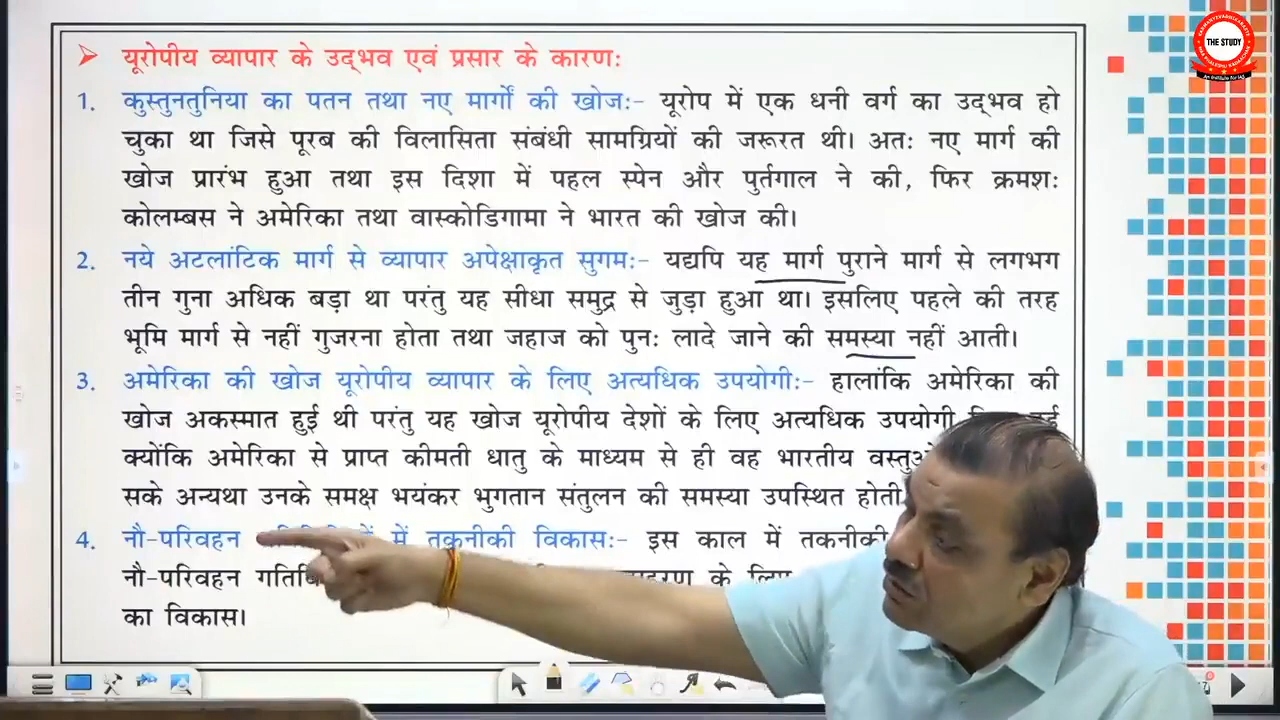 THE STUDY
An Institute for IAS
➢ यूरोपीय व्यापार के उद्भव एवं प्रसार के कारण:
1. कुस्तुनतुनिया का पतन तथा नए मार्गों की खोजः- यूरोप में एक धनी वर्ग का उद्भव हो
चुका था जिसे पूरब की विलासिता संबंधी सामग्रियों की जरूरत थी। अतः नए मार्ग की
खोज प्रारंभ हुआ तथा इस दिशा में पहल स्पेन और पुर्तगाल ने की, फिर क्रमशः
कोलम्बस ने अमेरिका तथा वास्कोडिगामा ने भारत की खोज की।
2. नये अटलांटिक मार्ग से व्यापार अपेक्षाकृत सुगमः- यद्यपि यह मार्ग पुराने मार्ग से लगभग
तीन गुना अधिक बड़ा था परंतु यह सीधा समुद्र से जुड़ा हुआ था। इसलिए पहले की तरह
भूमि मार्ग से नहीं गुजरना होता तथा जहाज को पुनः लादे जाने की समस्या नहीं आती।
3. अमेरिका की खोज यूरोपीय व्यापार के लिए अत्यधिक उपयोगीः- हालांकि अमेरिका की
खोज अकस्मात हुई थी परंतु यह खोज यूरोपीय देशों के लिए अत्यधिक उपयोगी
क्योंकि अमेरिका से प्राप्त कीमती धातु के माध्यम से ही वह भारतीय
सके अन्यथा उनके समक्ष भयंकर भुगतान संतुलन की समस्या उपस्थित होती
4. नौ-परिवहन में तकनीकी विकासः- इस काल में तकनीकी
नौ-परिवहन के लिए
का विकास।